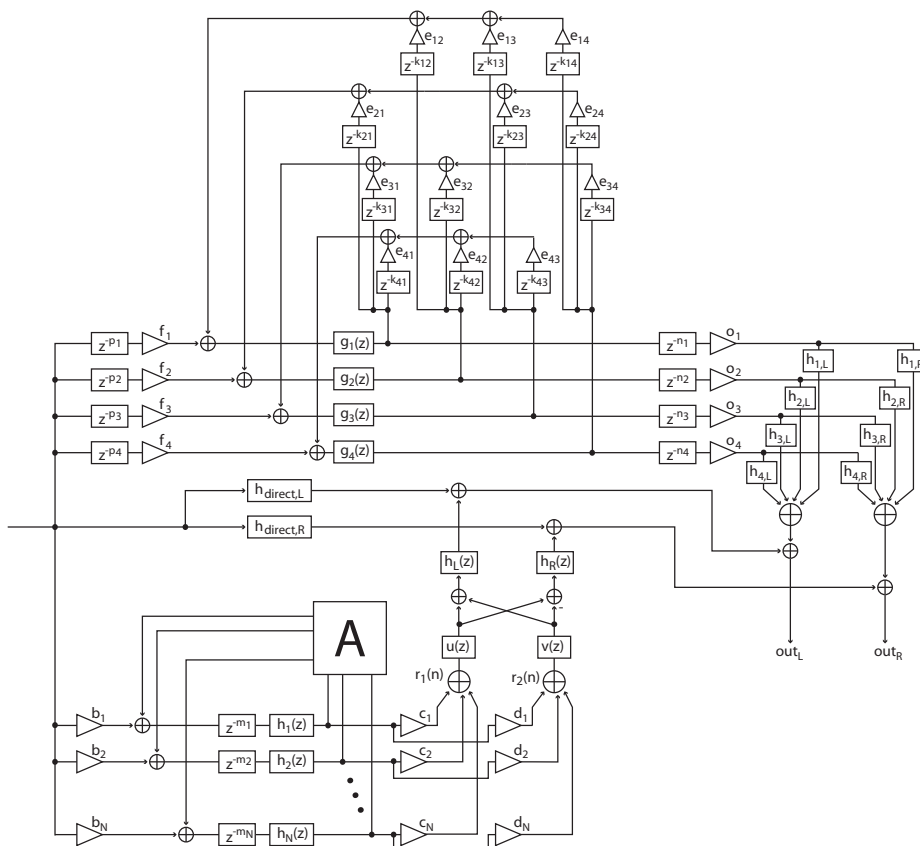 e12 e13 e14
z-k12 z-k13 z-k14
e21 e23 e24
z-k21 z-k23 z-k24
e31 e32 e34
z-k31 z-k32 z-k34
e41 e42 e43
z-k41 z-k42 z-k43
z-p1 f1 g1(z) z-n1 o1
h1,L h1,R
z-p2 f2 g2(z) z-n2 o2
h2,L h2,R
z-p3 f3 g3(z) z-n3 o3
h3,L h3,R
z-p4 f4 g4(z) z-n4 o4
h4,L h4,R
hdirect,L
hdirect,R
hL(z) hR(z)
-
A u(z) v(z)
outL outR
r1(n) r2(n)
b1 z-m1 h1(z) c1 d1
b2 z-m2 h2(z) c2 d2
bN z-mN hN(z) cN dN